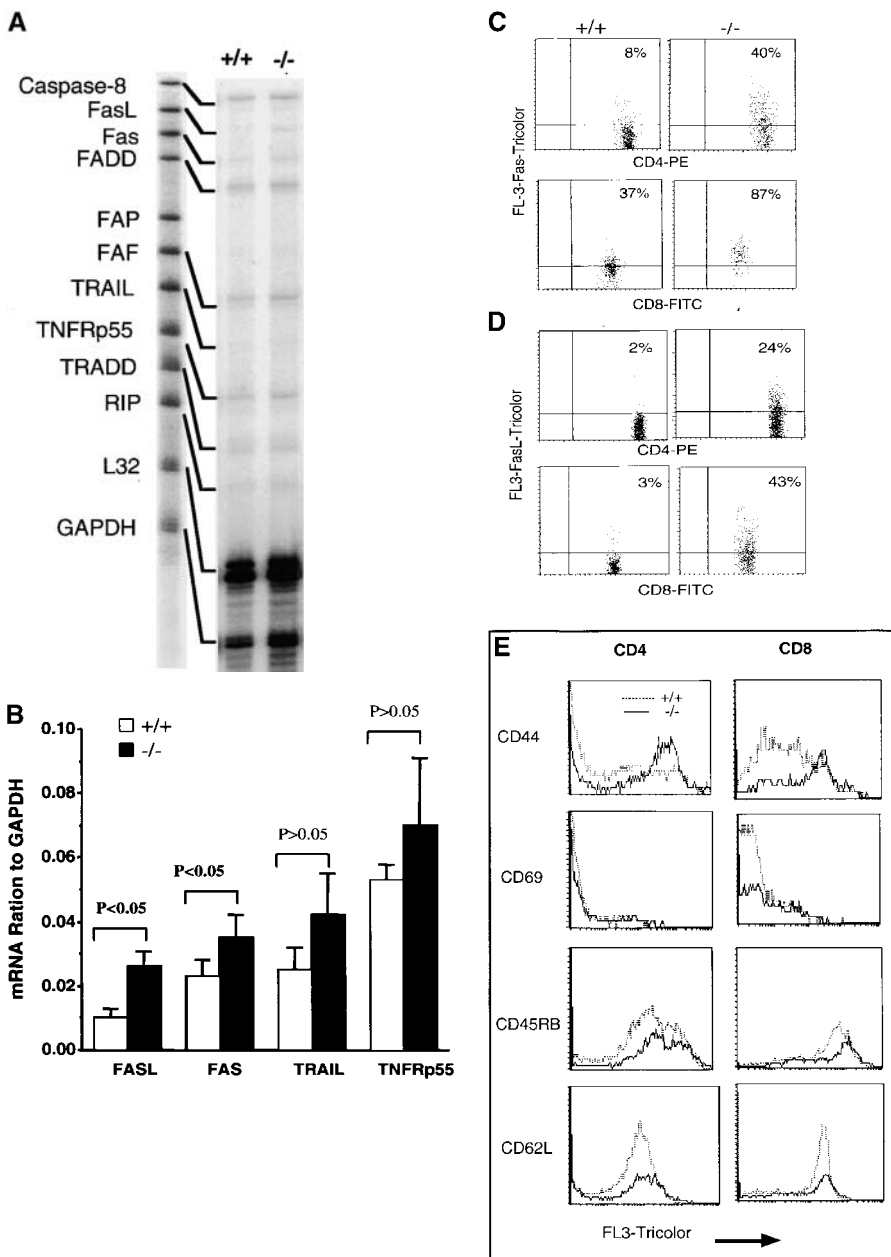 A
+/+ -/-
Caspase-8
FasL
Fas
FADD
FAP
FAF
TRAIL
TNFRp55
TRADD
RIP
L32
GAPDH
B
+/+
-/-
mRNA Ration to GAPDH
0.10
0.08
0.06
0.04
0.02
0.00
P<0.05
P<0.05
P>0.05
P>0.05
FASL FAS TRAIL TNFRp55
C
+/+ -/-
8% 40%
FL-3-Fas-Tricolor
CD4-PE
37% 87%
CD8-FITC
D
2% 24%
FL3-FasL-Tricolor
CD4-PE
3% 43%
CD8-FITC
E
CD4 CD8
+/+
-/-
CD44
CD69
CD45RB
CD62L
FL3-Tricolor